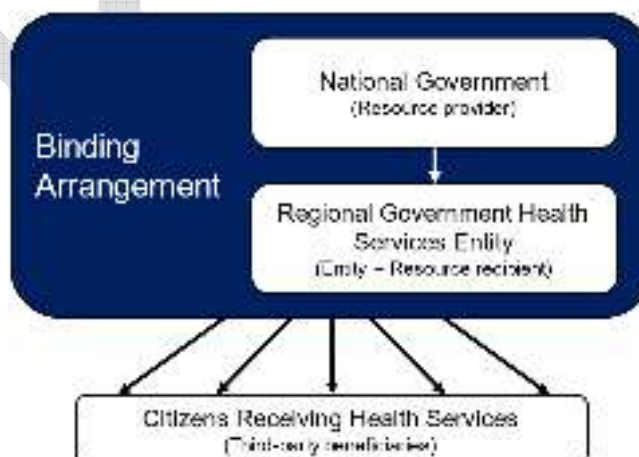 National Government
(Resource provider)
Binding
Arrangement
Regional Government Health
Services Entity
(Entity – Resource recipient)
Citizens Receiving Health Services
(Third-party beneficiaries)